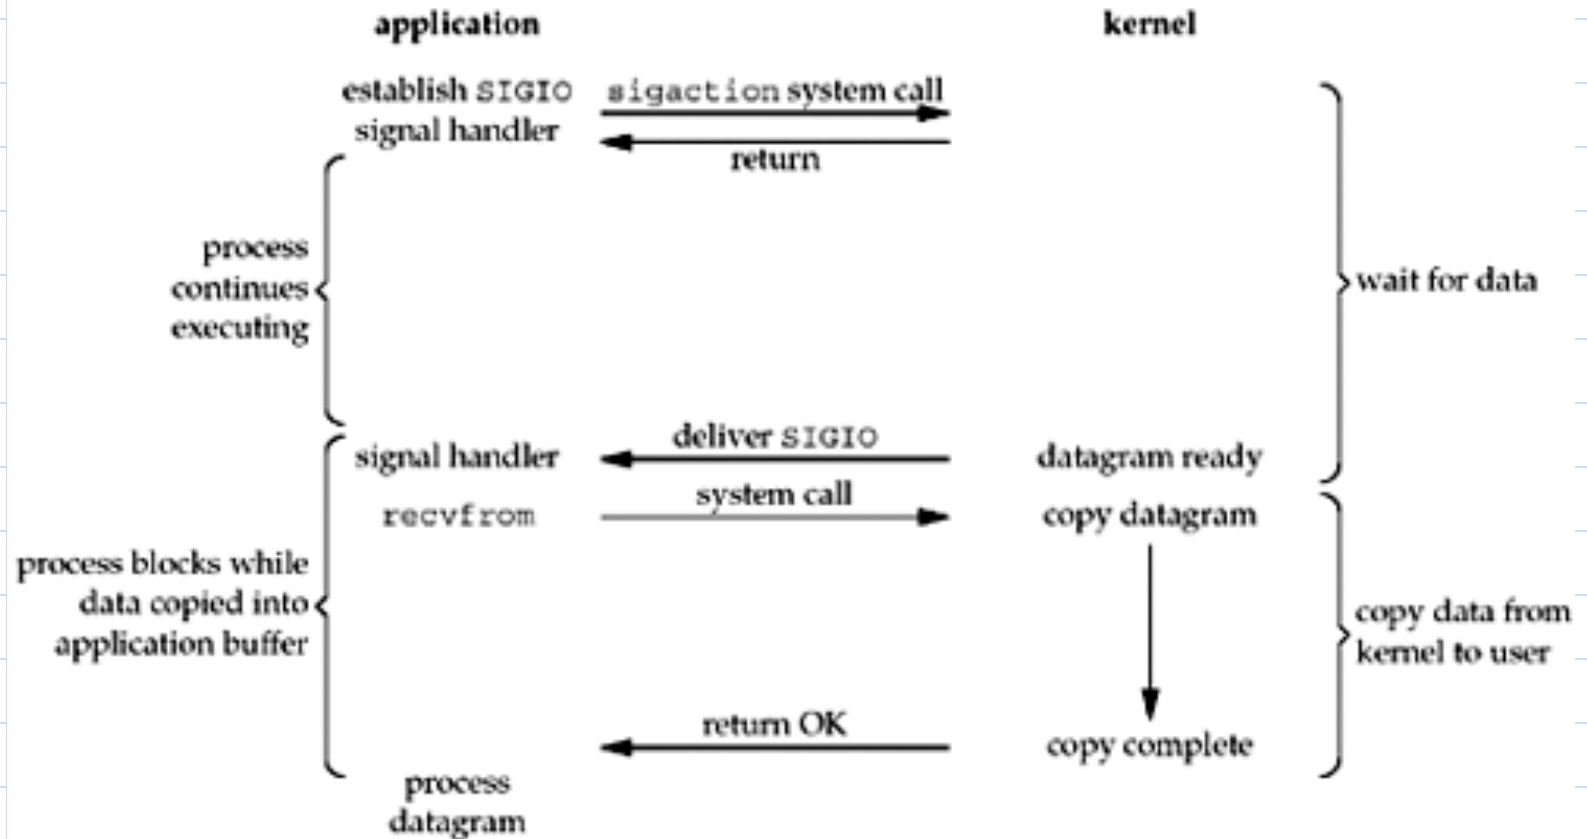 application
kernel
establish SIGIO
signal handler
sigaction system call
return
process
continues
executing
wait for data
signal handler
deliver SIGIO
datagram ready
recvfrom
system call
copy datagram
process blocks while
data copied into
application buffer
copy data from
kernel to user
return OK
copy complete
process
datagram